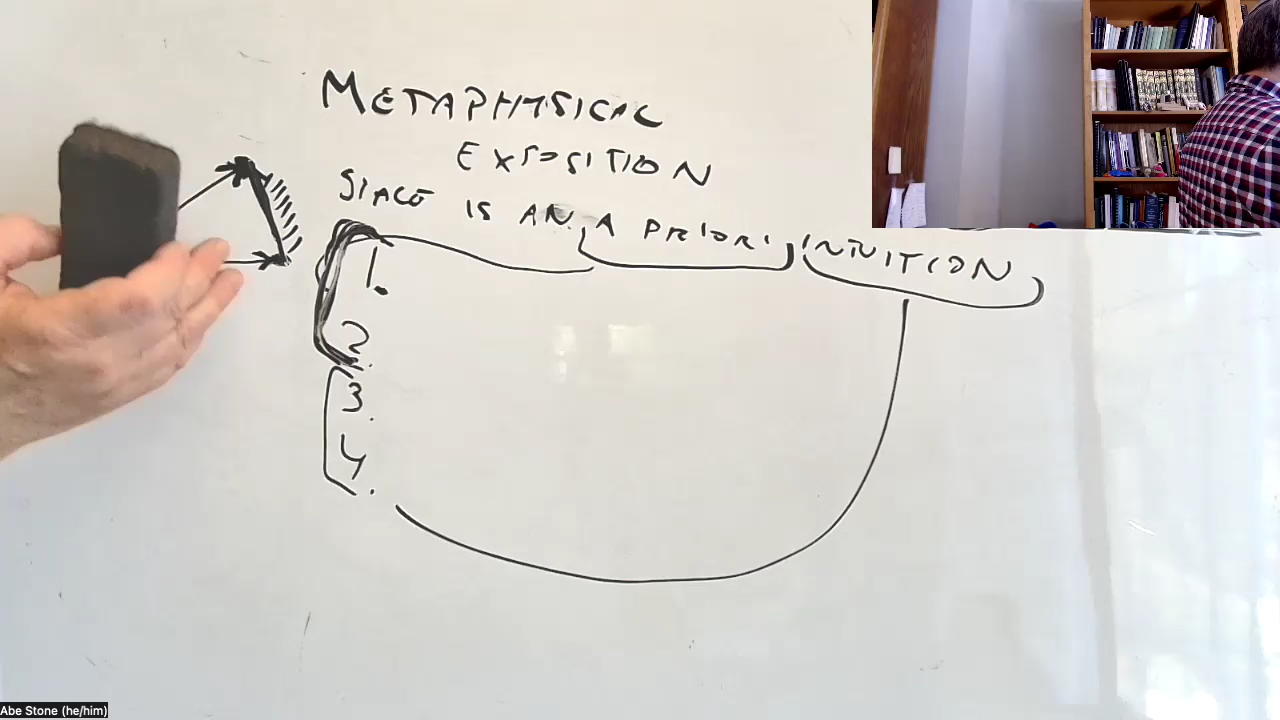 METAPHYSICAL
EXPOSITION
SPACE IS AN A PRIORI INTUITION
1.
2.
3.
4.
Abe Stone (he/him)